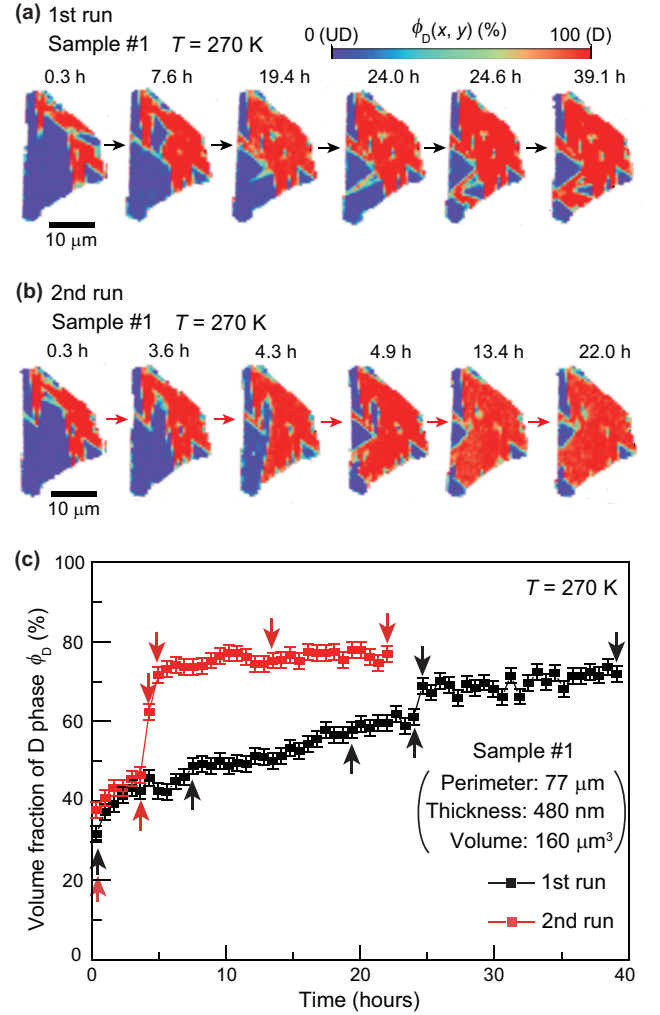 (a) 1st run
Sample #1 T = 270 K
0 (UD) ϕD(x, y) (%) 100 (D)
0.3 h 7.6 h 19.4 h 24.0 h 24.6 h 39.1 h
10 μm
(b) 2nd run
Sample #1 T = 270 K
0.3 h 3.6 h 4.3 h 4.9 h 13.4 h 22.0 h
10 μm
(c)
T = 270 K
Volume fraction of D phase ϕD (%)
100
80
60
40
20
0
Sample #1
Perimeter: 77 μm
Thickness: 480 nm
Volume: 160 μm³
1st run
2nd run
0 10 20 30 40
Time (hours)